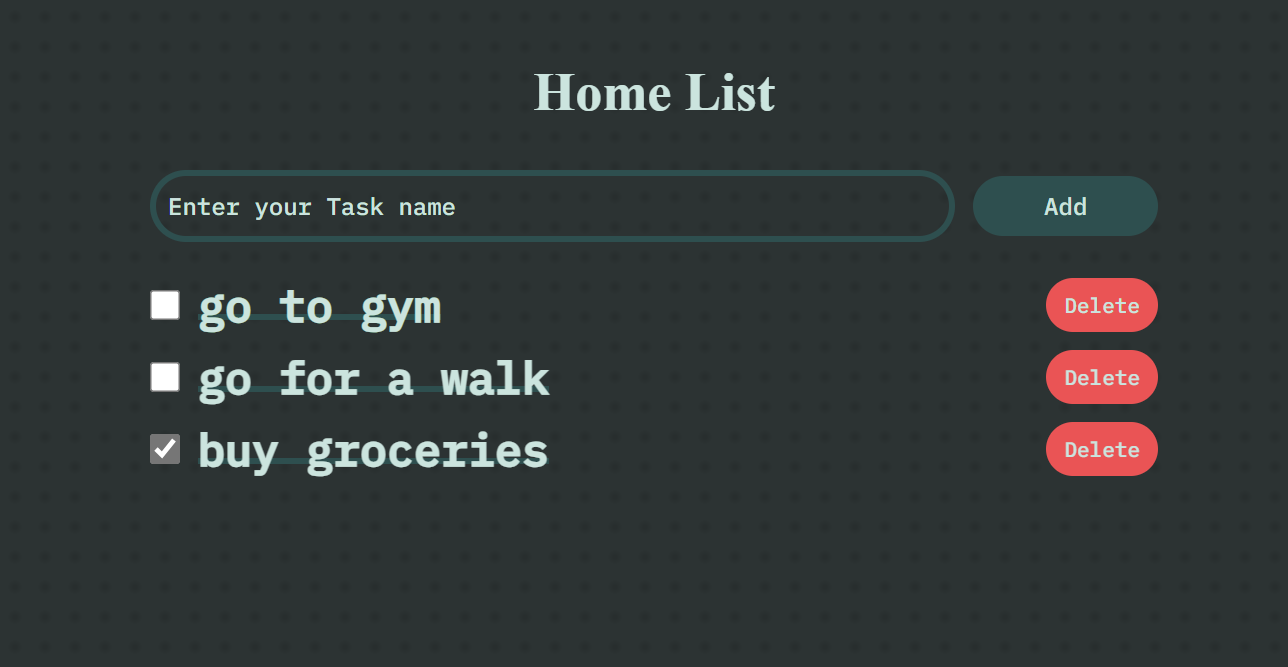 Home List
Enter your Task name
Add
go to gym
Delete
go for a walk
Delete
buy groceries
Delete